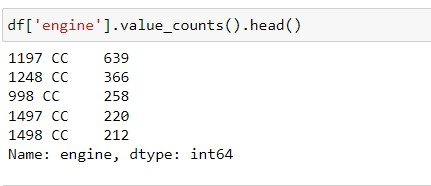 df['engine'].value_counts().head()
1197 CC    639
1248 CC    366
998 CC     258
1497 CC    220
1498 CC    212
Name: engine, dtype: int64